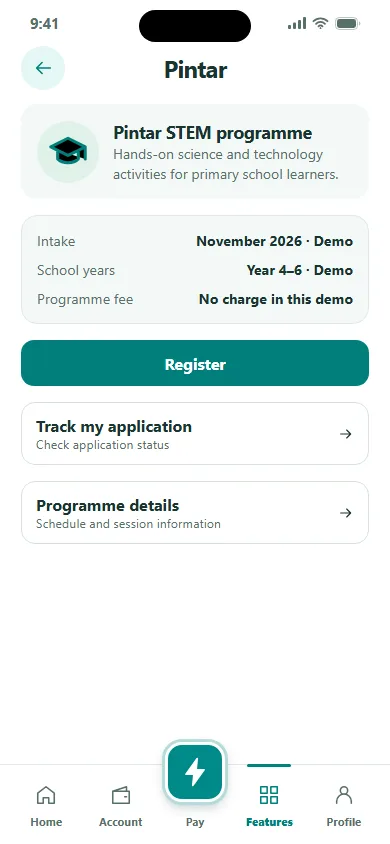 9:41
Pintar
Pintar STEM programme
Hands-on science and technology
activities for primary school learners.
Intake November 2026 · Demo
School years Year 4–6 · Demo
Programme fee No charge in this demo
Register
Track my application
Check application status
Programme details
Schedule and session information
Home Account Pay Features Profile